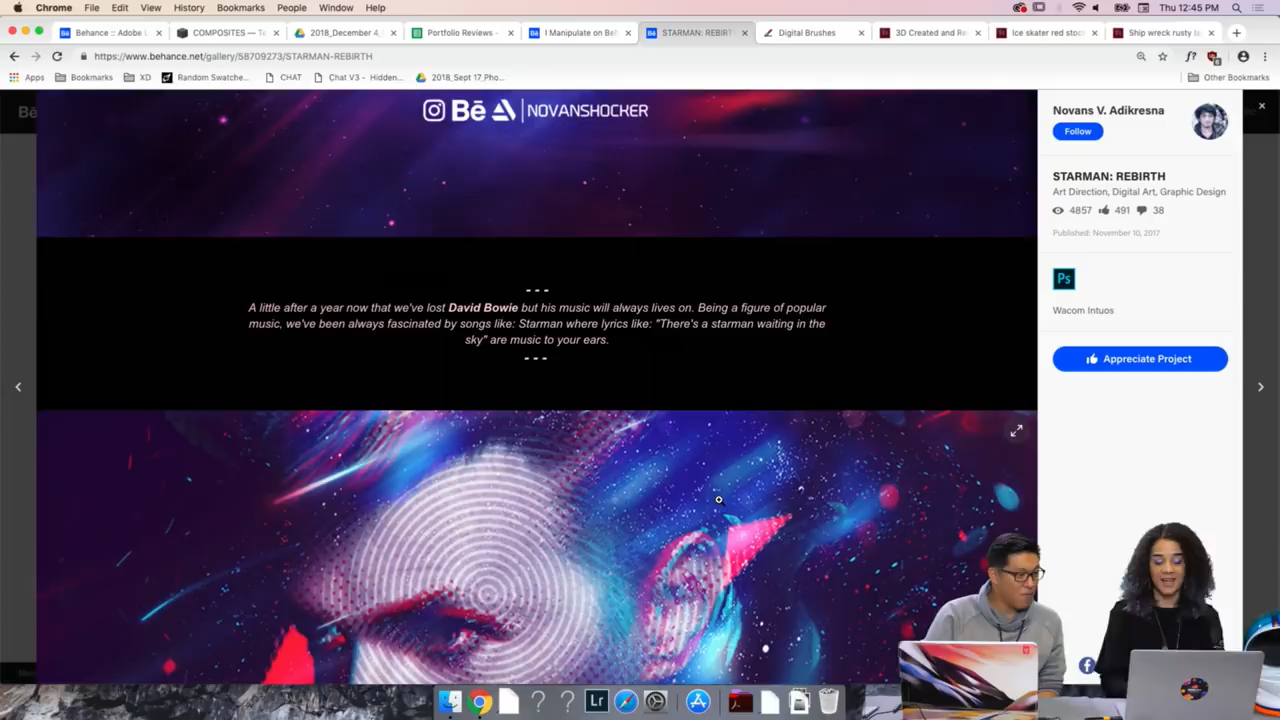 Chrome File Edit View History Bookmarks People Window Help
Thu 12:45 PM
Behance :: Adobe L
COMPOSITES — Te
2018_December 4,
Portfolio Reviews -
I Manipulate on Be
STARMAN: REBIRT
Digital Brushes
3D Created and Re
Ice skater red stoc
Ship wreck rusty
https://www.behance.net/gallery/58709273/STARMAN-REBIRTH
Apps Bookmarks XD Random Swatche... CHAT Chat V3 - Hidden... 2018_Sept 17_Pho...
Other Bookmarks
Bē
Bē | NOVANSHOCKER
- - -
A little after a year now that we've lost David Bowie but his music will always lives on. Being a figure of popular
music, we've been always fascinated by songs like: Starman where lyrics like: "There's a starman waiting in the
sky" are music to your ears.
- - -
Novans V. Adikresna
Follow
STARMAN: REBIRTH
Art Direction, Digital Art, Graphic Design
4857 491 38
Published: November 10, 2017
Ps
Wacom Intuos
Appreciate Project
Lr